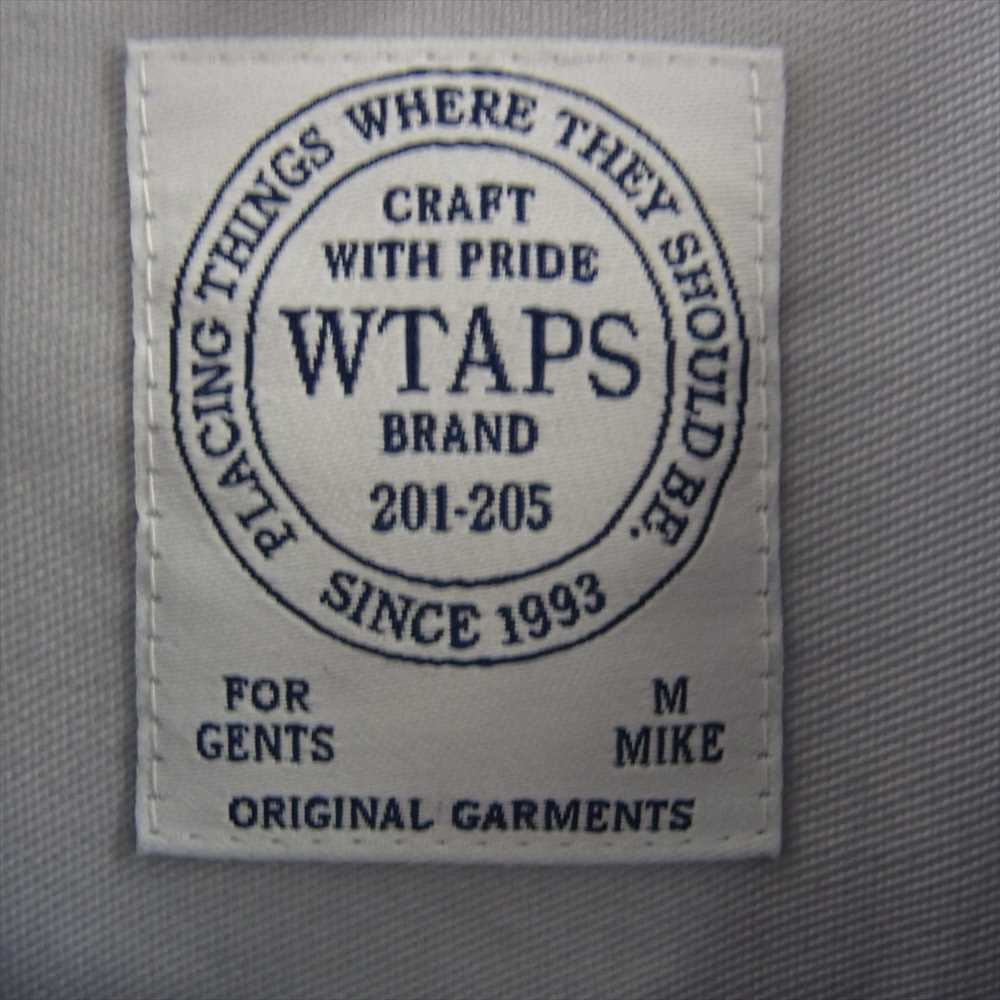 PLACING THINGS WHERE THEY SHOULD BE.
CRAFT
WITH PRIDE
WTAPS
BRAND
201-205
SINCE 1993
FOR
GENTS
M
MIKE
ORIGINAL GARMENTS